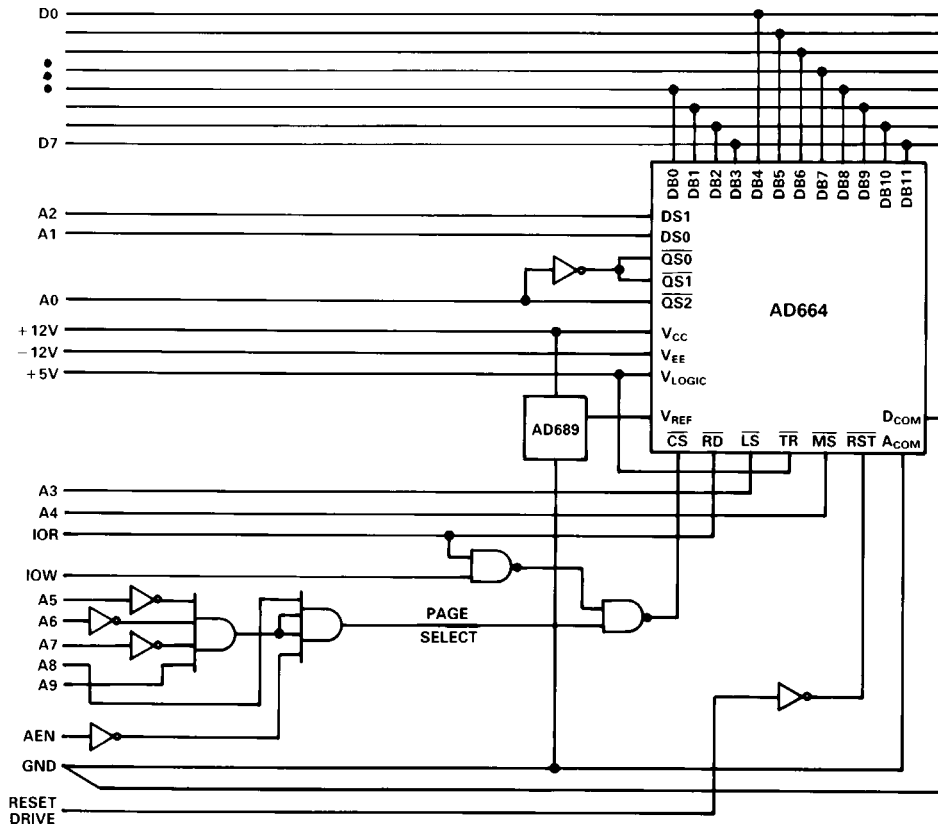 D0
D7
DB0 DB1 DB2 DB3 DB4 DB5 DB6 DB7 DB8 DB9 DB10 DB11
A2
DS1
A1
DS0
QS0
QS1
A0
QS2
AD664
+12V
VCC
−12V
VEE
+5V
VLOGIC
AD689
VREF
DCOM
CS RD LS TR MS RST ACOM
A3
A4
IOR
IOW
A5
A6
A7
A8
A9
PAGE
SELECT
AEN
GND
RESET
DRIVE